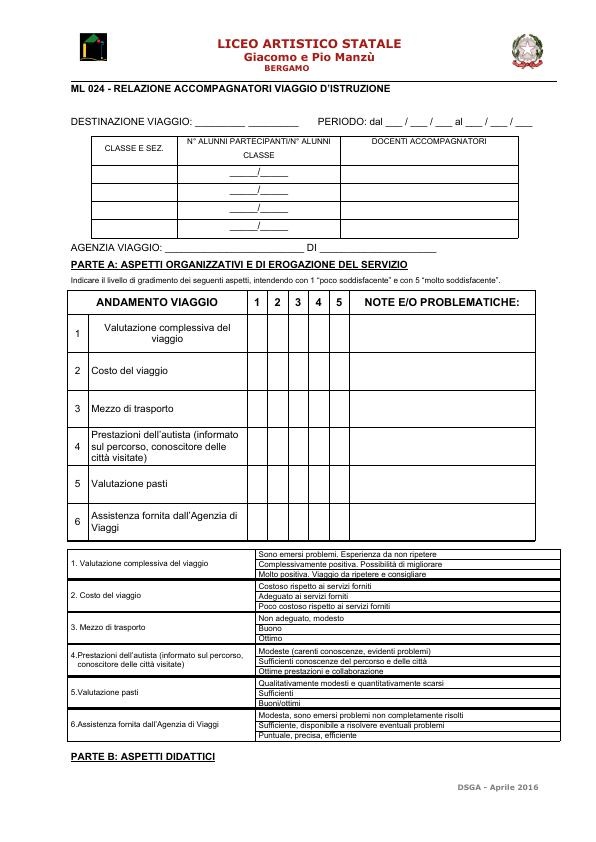 LICEO ARTISTICO STATALE
Giacomo e Pio Manzù
BERGAMO
ML 024 - RELAZIONE ACCOMPAGNATORI VIAGGIO D'ISTRUZIONE
DESTINAZIONE VIAGGIO: _________ _________ PERIODO: dal ___ / ___ / ___ al ___ / ___ / ___
CLASSE E SEZ.
N° ALUNNI PARTECIPANTI/N° ALUNNI
CLASSE
DOCENTI ACCOMPAGNATORI
_____/_____
_____/_____
_____/_____
_____/_____
AGENZIA VIAGGIO: _________________________ DI _____________________
PARTE A: ASPETTI ORGANIZZATIVI E DI EROGAZIONE DEL SERVIZIO
Indicare il livello di gradimento dei seguenti aspetti, intendendo con 1 “poco soddisfacente” e con 5 “molto soddisfacente”.
ANDAMENTO VIAGGIO 1 2 3 4 5 NOTE E/O PROBLEMATICHE:
1 Valutazione complessiva del
viaggio
2 Costo del viaggio
3 Mezzo di trasporto
4 Prestazioni dell'autista (informato
sul percorso, conoscitore delle
città visitate)
5 Valutazione pasti
6 Assistenza fornita dall'Agenzia di
Viaggi
1. Valutazione complessiva del viaggio
Sono emersi problemi. Esperienza da non ripetere
Complessivamente positiva. Possibilità di migliorare
Molto positiva. Viaggio da ripetere e consigliare
2. Costo del viaggio
Costoso rispetto ai servizi forniti
Adeguato ai servizi forniti
Poco costoso rispetto ai servizi forniti
3. Mezzo di trasporto
Non adeguato, modesto
Buono
Ottimo
4.Prestazioni dell'autista (informato sul percorso,
conoscitore delle città visitate)
Modeste (carenti conoscenze, evidenti problemi)
Sufficienti conoscenze del percorso e delle città
Ottime prestazioni e collaborazione
5.Valutazione pasti
Qualitativamente modesti e quantitativamente scarsi
Sufficienti
Buoni/ottimi
6.Assistenza fornita dall'Agenzia di Viaggi
Modesta, sono emersi problemi non completamente risolti
Sufficiente, disponibile a risolvere eventuali problemi
Puntuale, precisa, efficiente
PARTE B: ASPETTI DIDATTICI
DSGA - Aprile 2016